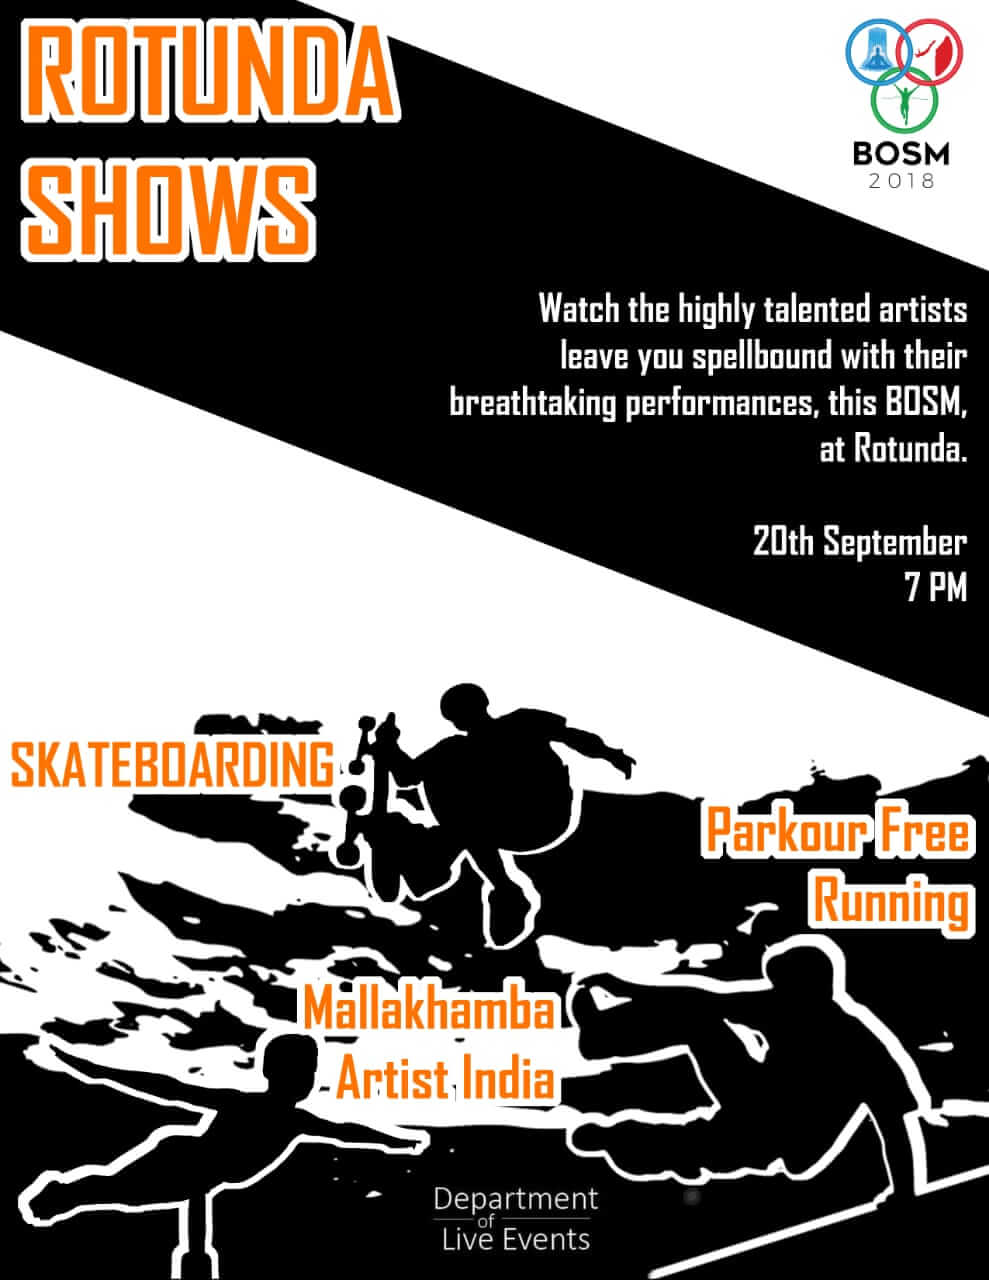 ROTUNDA
SHOWS
BOSM
2018
Watch the highly talented artists
leave you spellbound with their
breathtaking performances, this BOSM,
at Rotunda.
20th September
7 PM
SKATEBOARDING
Parkour Free
Running
Mallakhamba
Artist India
Department
of
Live Events